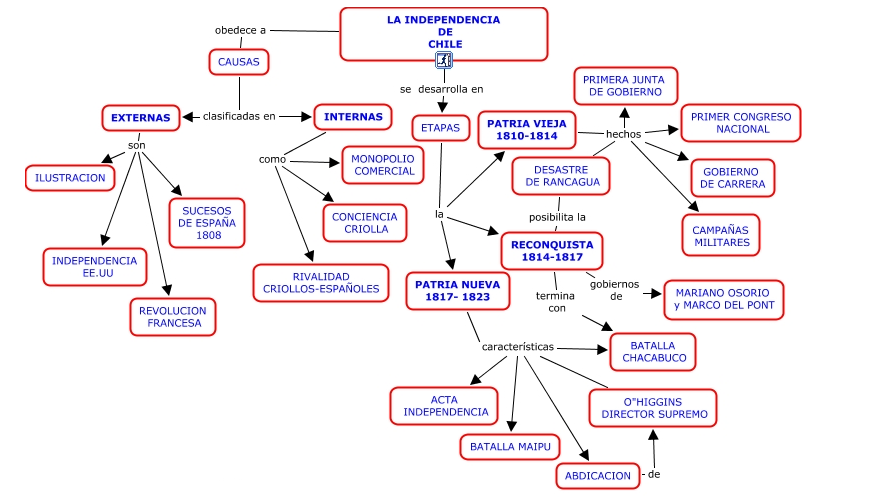 LA INDEPENDENCIA
DE
CHILE
obedece a
CAUSAS
clasificadas en
EXTERNAS
son
ILUSTRACION
INDEPENDENCIA
EE.UU
REVOLUCION
FRANCESA
SUCESOS
DE ESPAÑA
1808
INTERNAS
como
MONOPOLIO
COMERCIAL
CONCIENCIA
CRIOLLA
RIVALIDAD
CRIOLLOS-ESPAÑOLES
se desarrolla en
ETAPAS
la
PATRIA VIEJA
1810-1814
hechos
PRIMERA JUNTA
DE GOBIERNO
PRIMER CONGRESO
NACIONAL
GOBIERNO
DE CARRERA
CAMPAÑAS
MILITARES
DESASTRE
DE RANCAGUA
posibilita la
RECONQUISTA
1814-1817
gobiernos
de
MARIANO OSORIO
y MARCO DEL PONT
termina
con
BATALLA
CHACABUCO
PATRIA NUEVA
1817- 1823
características
ACTA
INDEPENDENCIA
BATALLA MAIPU
ABDICACION
de
O"HIGGINS
DIRECTOR SUPREMO